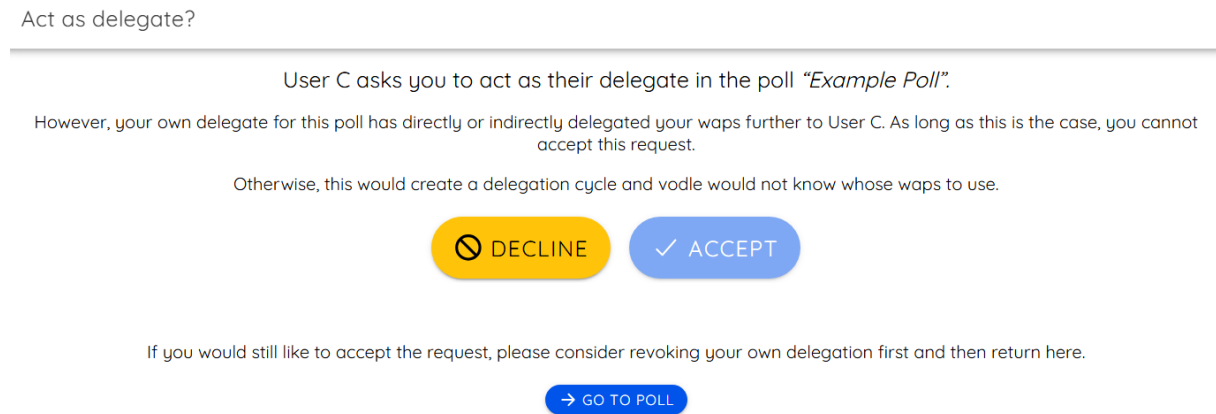 Act as delegate?
User C asks you to act as their delegate in the poll “Example Poll”.
However, your own delegate for this poll has directly or indirectly delegated your waps further to User C. As long as this is the case, you cannot
accept this request.
Otherwise, this would create a delegation cycle and vodle would not know whose waps to use.
DECLINE
ACCEPT
If you would still like to accept the request, please consider revoking your own delegation first and then return here.
GO TO POLL